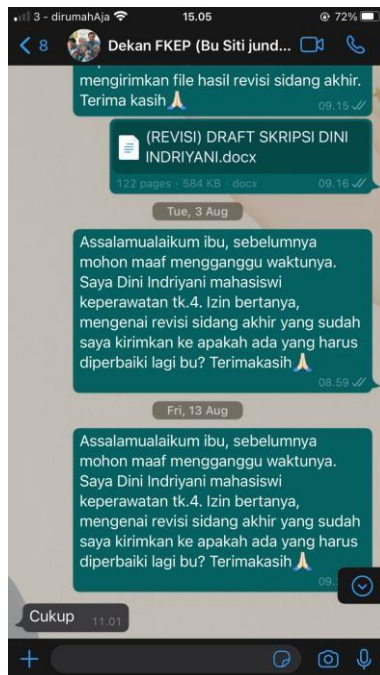 3 - dirumahAja 15.05 72%
8 Dekan FKEP (Bu Siti jund...
mengirimkan file hasil revisi sidang akhir.
Terima kasih🙏🏻
09.15
(REVISI) DRAFT SKRIPSI DINI
INDRIYANI.docx
122 pages · 584 KB · docx 09.16
Tue, 3 Aug
Assalamualaikum ibu, sebelumnya
mohon maaf mengganggu waktunya.
Saya Dini Indriyani mahasiswi
keperawatan tk.4. Izin bertanya,
mengenai revisi sidang akhir yang sudah
saya kirimkan ke apakah ada yang harus
diperbaiki lagi bu? Terimakasih🙏🏻
08.59
Fri, 13 Aug
Assalamualaikum ibu, sebelumnya
mohon maaf mengganggu waktunya.
Saya Dini Indriyani mahasiswi
keperawatan tk.4. Izin bertanya,
mengenai revisi sidang akhir yang sudah
saya kirimkan ke apakah ada yang harus
diperbaiki lagi bu? Terimakasih🙏🏻
Cukup 11.01